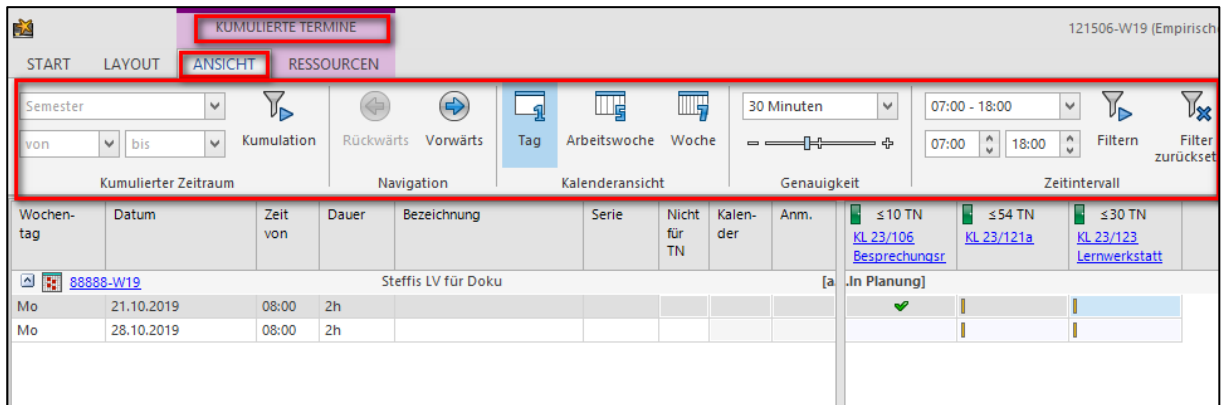 KUMULIERTE TERMINE
121506-W19 (Empirisch
START LAYOUT ANSICHT RESSOURCEN
Semester
von bis
Kumulation
Kumulierter Zeitraum
Rückwärts Vorwärts
Navigation
1 5 7
Tag Arbeitswoche Woche
Kalenderansicht
30 Minuten
Genauigkeit
07:00 - 18:00
07:00 18:00
Filtern
Filter
zurückset
Zeitintervall
Wochen-
tag
Datum
Zeit
von
Dauer
Bezeichnung
Serie
Nicht
für
TN
Kalen-
der
Anm.
≤10 TN
KL 23/106
Besprechungsr
≤54 TN
KL 23/121a
≤30 TN
KL 23/123
Lernwerkstatt
88888-W19 Steffis LV für Doku [a. .In Planung]
Mo 21.10.2019 08:00 2h
Mo 28.10.2019 08:00 2h